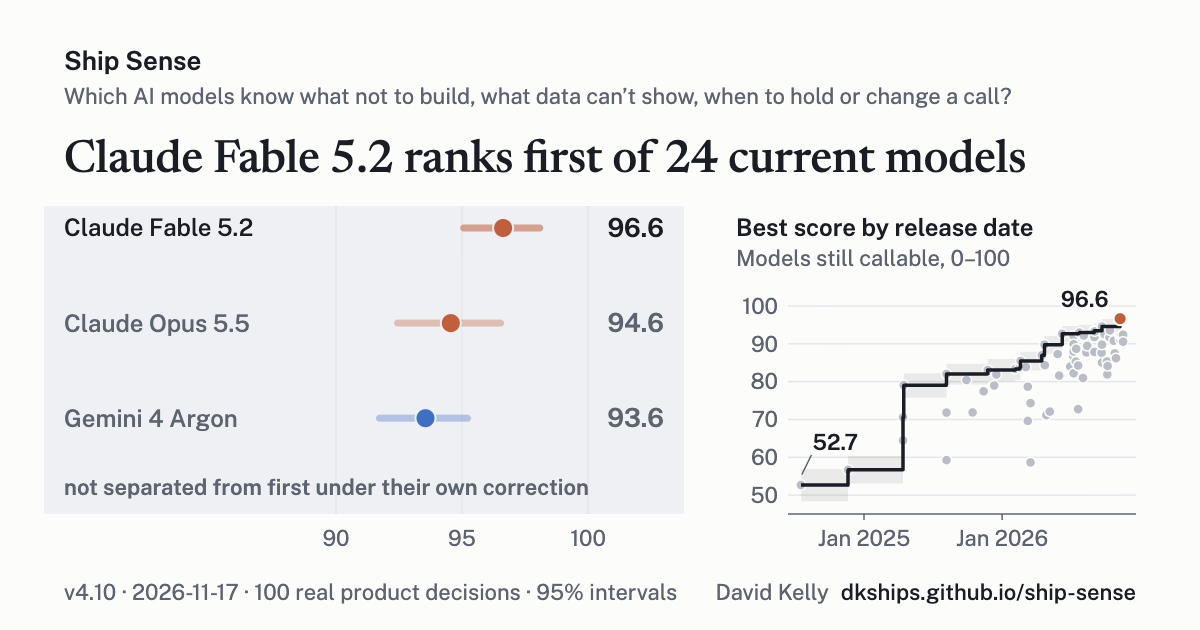 Ship Sense
Which AI models know what not to build, what data can’t show, when to hold or change a call?
Claude Fable 5.2 ranks first of 24 current models
Claude Fable 5.2 96.6
Claude Opus 5.5 94.6
Gemini 4 Argon 93.6
not separated from first under their own correction
90 95 100
Best score by release date
Models still callable, 0–100
96.6
100
90
80
70
52.7
60
50
Jan 2025 Jan 2026
v4.10 · 2026-11-17 · 100 real product decisions · 95% intervals
David Kelly dkships.github.io/ship-sense